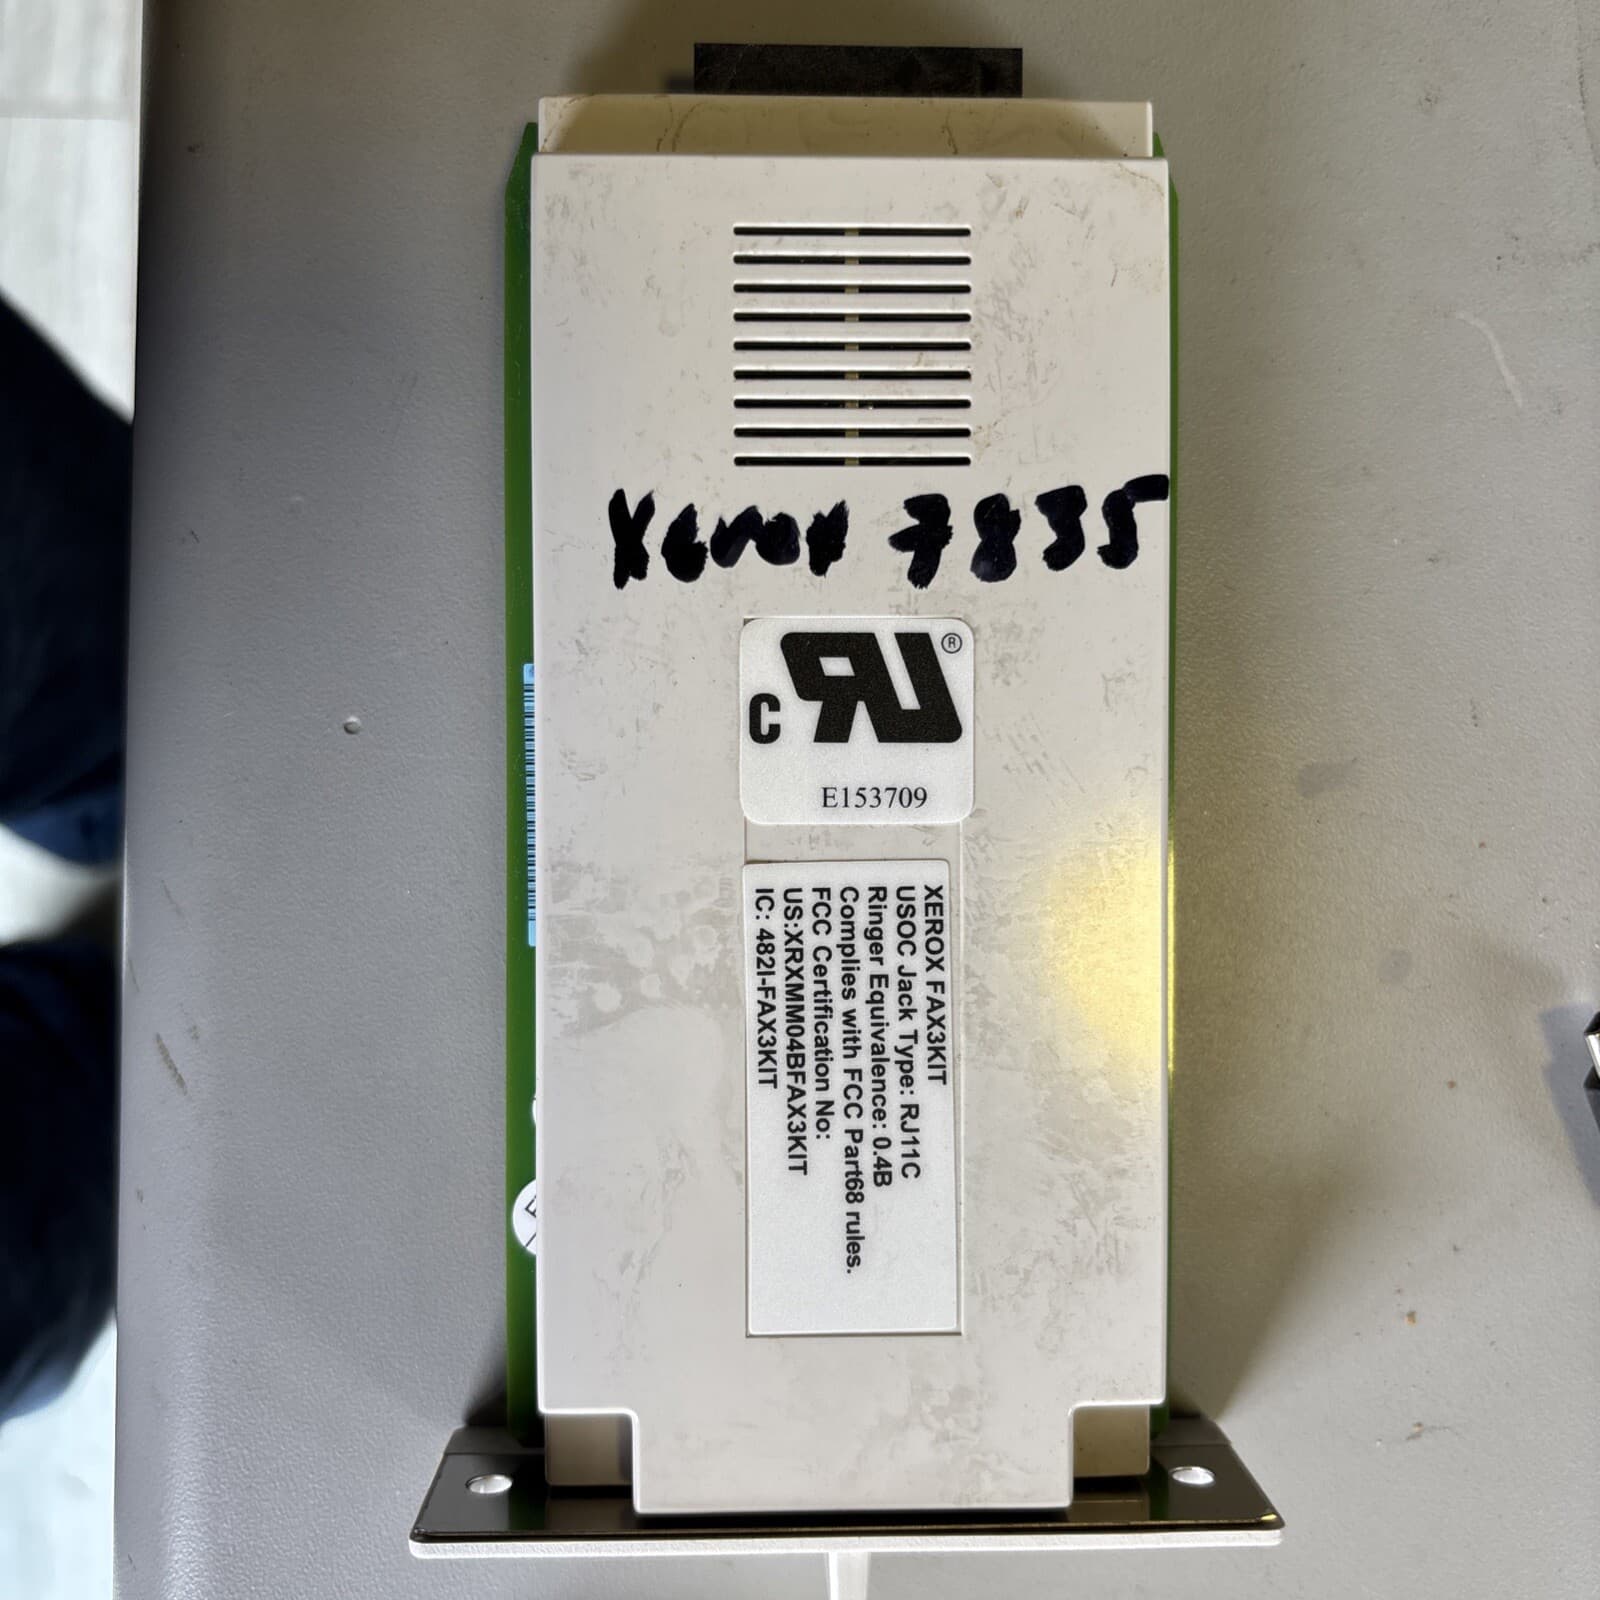 Xerox 7835
®
C RU
E153709
XEROX FAX3KIT
USOC Jack Type: RJ11C
Ringer Equivalence: 0.4B
Complies with FCC Part68 rules.
FCC Certification No:
US:XRXMM04BFAX3KIT
IC: 482I-FAX3KIT